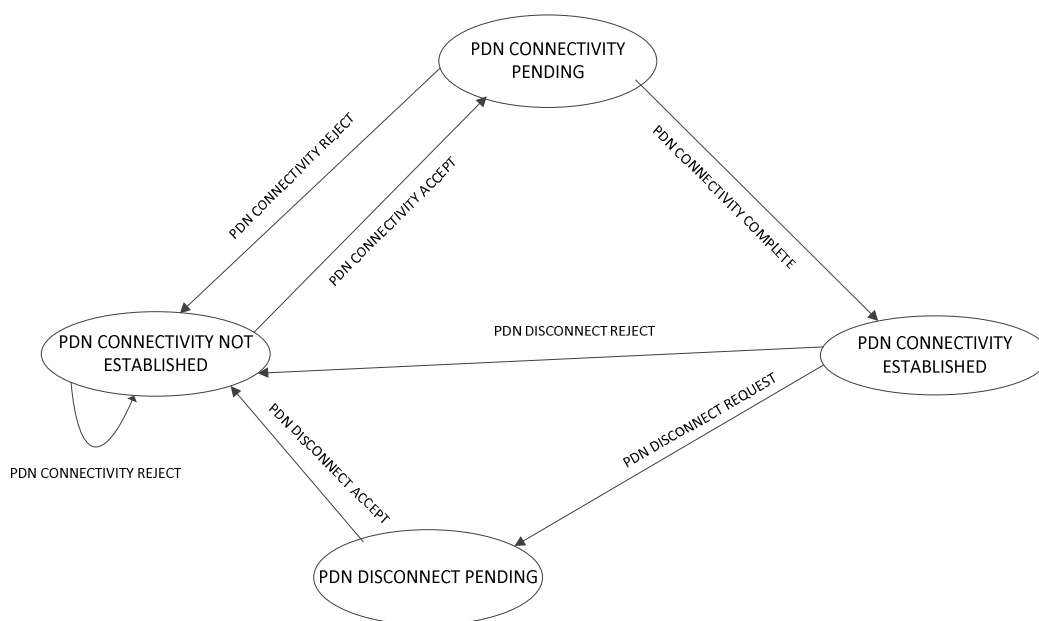 PDN CONNECTIVITY
PENDING
PDN CONNECTIVITY REJECT
PDN CONNECTIVITY ACCEPT
PDN CONNECTIVITY COMPLETE
PDN CONNECTIVITY NOT
ESTABLISHED
PDN DISCONNECT REJECT
PDN CONNECTIVITY
ESTABLISHED
PDN DISCONNECT REQUEST
PDN DISCONNECT ACCEPT
PDN CONNECTIVITY REJECT
PDN DISCONNECT PENDING